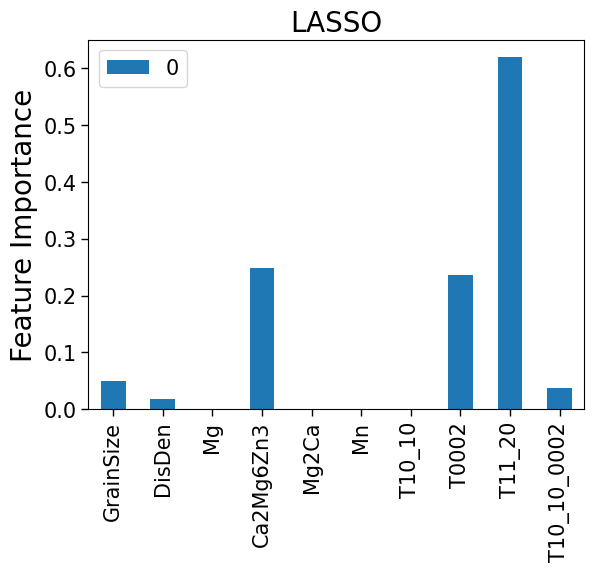 LASSO
0
Feature Importance
0.6
0.5
0.4
0.3
0.2
0.1
0.0
GrainSize
DisDen
Mg
Ca2Mg6Zn3
Mg2Ca
Mn
T10_10
T0002
T11_20
T10_10_0002